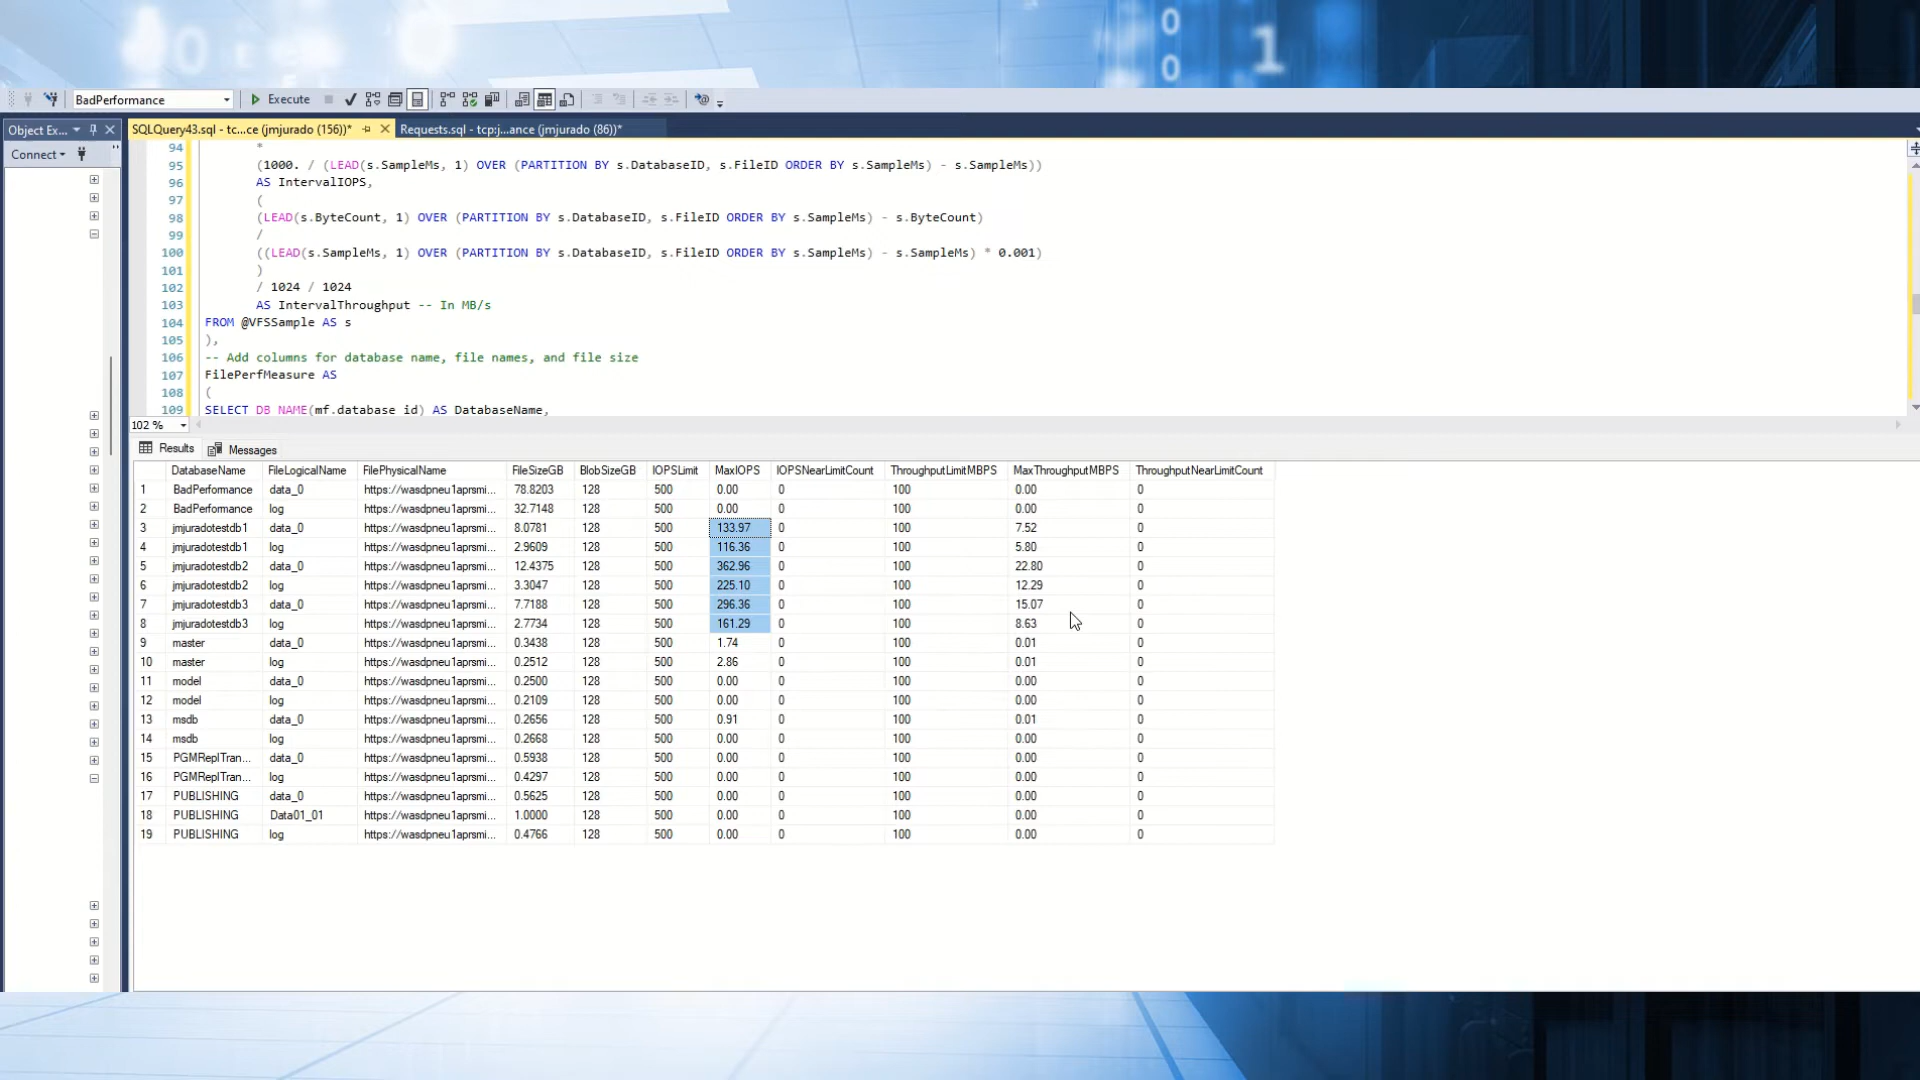 BadPerformance
Execute
Object Ex...
SQLQuery43.sql - tc...ce (jmjurado (156))*
Requests.sql - tcp:j...ance (jmjurado (86))*
Connect
94 *
95 (1000. / (LEAD(s.SampleMs, 1) OVER (PARTITION BY s.DatabaseID, s.FileID ORDER BY s.SampleMs) - s.SampleMs))
96 AS IntervalIOPS,
97 (
98 (LEAD(s.ByteCount, 1) OVER (PARTITION BY s.DatabaseID, s.FileID ORDER BY s.SampleMs) - s.ByteCount)
99 /
100 ((LEAD(s.SampleMs, 1) OVER (PARTITION BY s.DatabaseID, s.FileID ORDER BY s.SampleMs) - s.SampleMs) * 0.001)
101 )
102 / 1024 / 1024
103 AS IntervalThroughput -- In MB/s
104 FROM @VFSSample AS s
105 ),
106 -- Add columns for database name, file names, and file size
107 FilePerfMeasure AS
108 (
109 SELECT DB_NAME(mf.database_id) AS DatabaseName,
102 %
Results Messages
DatabaseName FileLogicalName FilePhysicalName FileSizeGB BlobSizeGB IOPSLimit MaxIOPS IOPSNearLimitCount ThroughputLimitMBPS MaxThroughputMBPS ThroughputNearLimitCount
1 BadPerformance data_0 https://wasdpneu1aprsmi... 78.8203 128 500 0.00 0 100 0.00 0
2 BadPerformance log https://wasdpneu1aprsmi... 32.7148 128 500 0.00 0 100 0.00 0
3 jmjuradotestdb1 data_0 https://wasdpneu1aprsmi... 8.0781 128 500 133.97 0 100 7.52 0
4 jmjuradotestdb1 log https://wasdpneu1aprsmi... 2.9609 128 500 116.36 0 100 5.80 0
5 jmjuradotestdb2 data_0 https://wasdpneu1aprsmi... 12.4375 128 500 362.96 0 100 22.80 0
6 jmjuradotestdb2 log https://wasdpneu1aprsmi... 3.3047 128 500 225.10 0 100 12.29 0
7 jmjuradotestdb3 data_0 https://wasdpneu1aprsmi... 7.7188 128 500 296.36 0 100 15.07 0
8 jmjuradotestdb3 log https://wasdpneu1aprsmi... 2.7734 128 500 161.29 0 100 8.63 0
9 master data_0 https://wasdpneu1aprsmi... 0.3438 128 500 1.74 0 100 0.01 0
10 master log https://wasdpneu1aprsmi... 0.2512 128 500 2.86 0 100 0.01 0
11 model data_0 https://wasdpneu1aprsmi... 0.2500 128 500 0.00 0 100 0.00 0
12 model log https://wasdpneu1aprsmi... 0.2109 128 500 0.00 0 100 0.00 0
13 msdb data_0 https://wasdpneu1aprsmi... 0.2656 128 500 0.91 0 100 0.01 0
14 msdb log https://wasdpneu1aprsmi... 0.2668 128 500 0.00 0 100 0.00 0
15 PGMReplTran... data_0 https://wasdpneu1aprsmi... 0.5938 128 500 0.00 0 100 0.00 0
16 PGMReplTran... log https://wasdpneu1aprsmi... 0.4297 128 500 0.00 0 100 0.00 0
17 PUBLISHING data_0 https://wasdpneu1aprsmi... 0.5625 128 500 0.00 0 100 0.00 0
18 PUBLISHING Data01_01 https://wasdpneu1aprsmi... 1.0000 128 500 0.00 0 100 0.00 0
19 PUBLISHING log https://wasdpneu1aprsmi... 0.4766 128 500 0.00 0 100 0.00 0